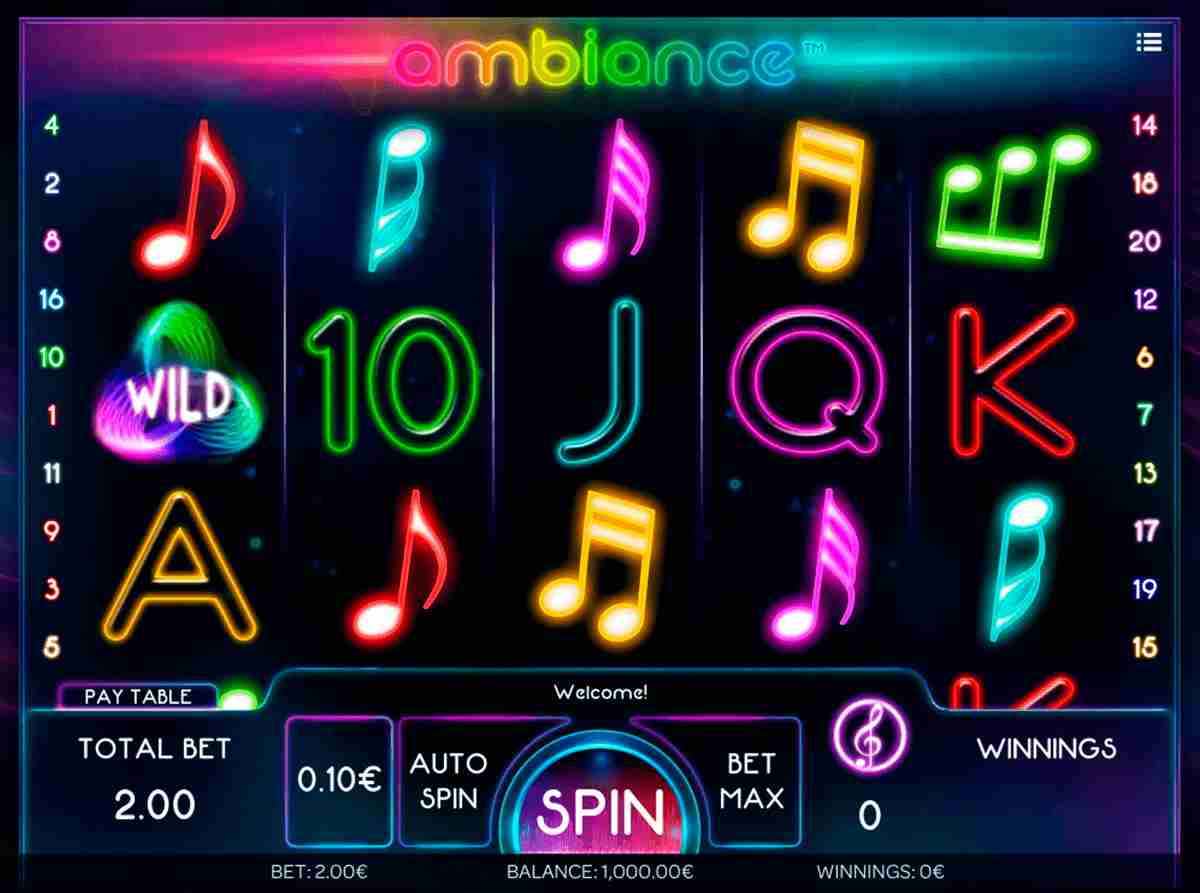 ambiance™
4
14
2
18
8
20
16
12
WILD 10 J Q K
10
6
1
7
11
13
A
9
17
3
19
5
15
PAY TABLE
Welcome!
TOTAL BET
2.00
0.10€
AUTO
SPIN
SPIN
BET
MAX
0
WINNINGS
BET: 2.00€ BALANCE: 1,000.00€ WINNINGS: 0€